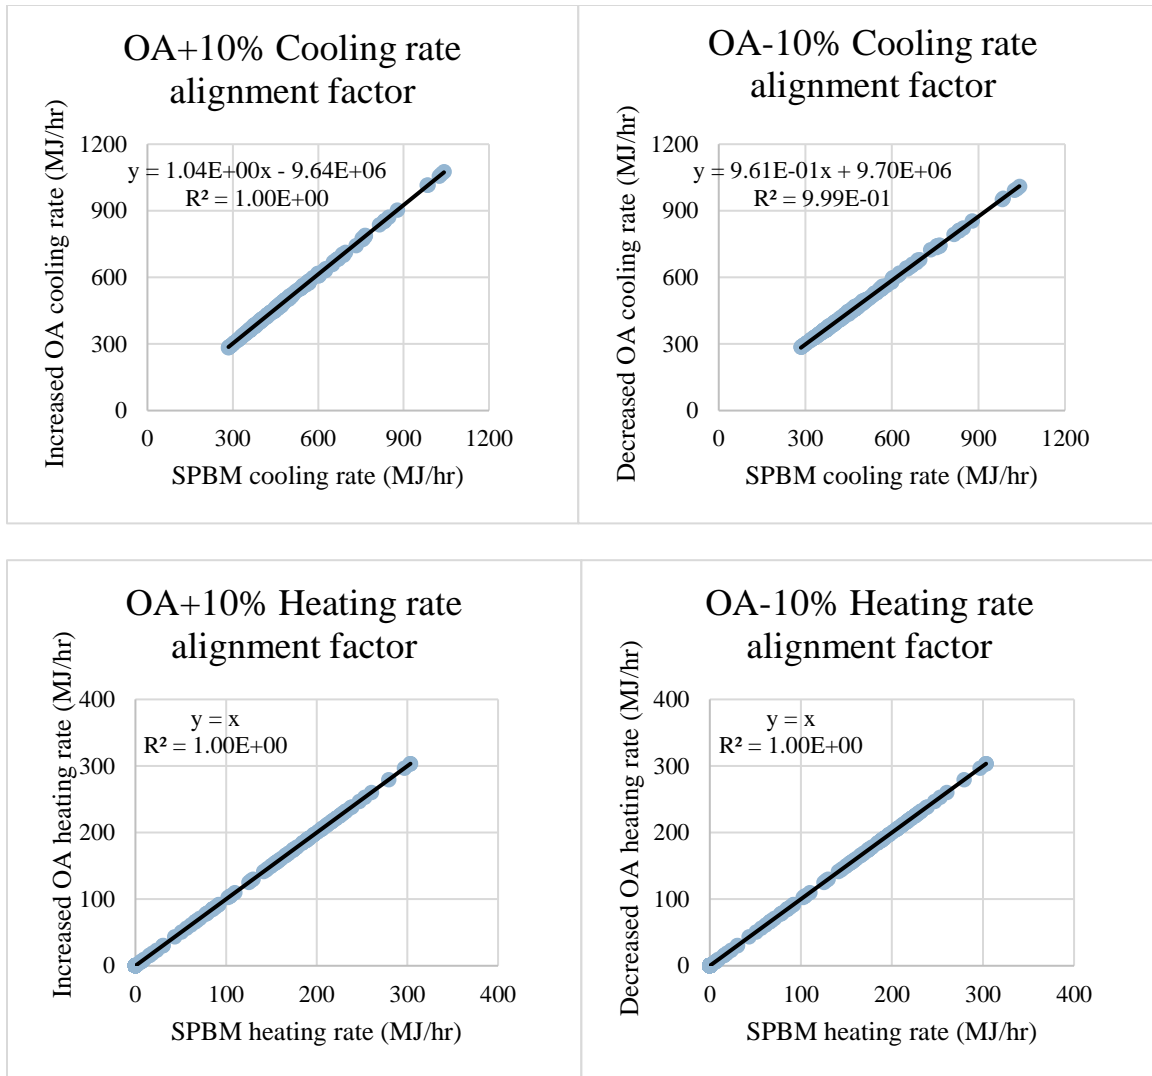 OA+10% Cooling rate
alignment factor
Increased OA cooling rate (MJ/hr)
y = 1.04E+00x - 9.64E+06
R² = 1.00E+00
1200
900
600
300
0
0 300 600 900 1200
SPBM cooling rate (MJ/hr)
OA-10% Cooling rate
alignment factor
Decreased OA cooling rate (MJ/hr)
y = 9.61E-01x + 9.70E+06
R² = 9.99E-01
1200
900
600
300
0
0 300 600 900 1200
SPBM cooling rate (MJ/hr)
OA+10% Heating rate
alignment factor
Increased OA heating rate (MJ/hr)
y = x
R² = 1.00E+00
400
300
200
100
0
0 100 200 300 400
SPBM heating rate (MJ/hr)
OA-10% Heating rate
alignment factor
Decreased OA heating rate (MJ/hr)
y = x
R² = 1.00E+00
400
300
200
100
0
0 100 200 300 400
SPBM heating rate (MJ/hr)